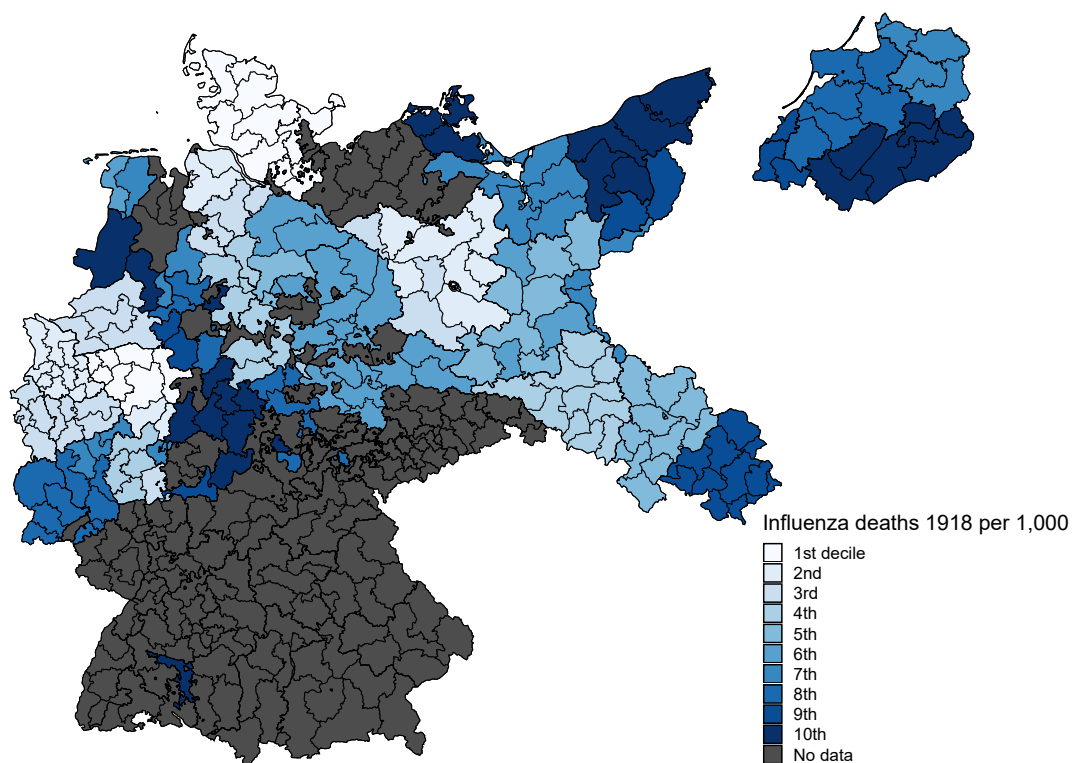 Influenza deaths 1918 per 1,000
1st decile
2nd
3rd
4th
5th
6th
7th
8th
9th
10th
No data